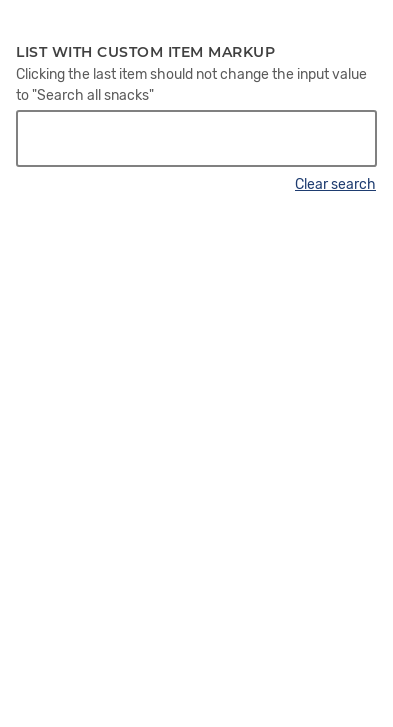 LIST WITH CUSTOM ITEM MARKUP
Clicking the last item should not change the input value
to "Search all snacks"
Clear search